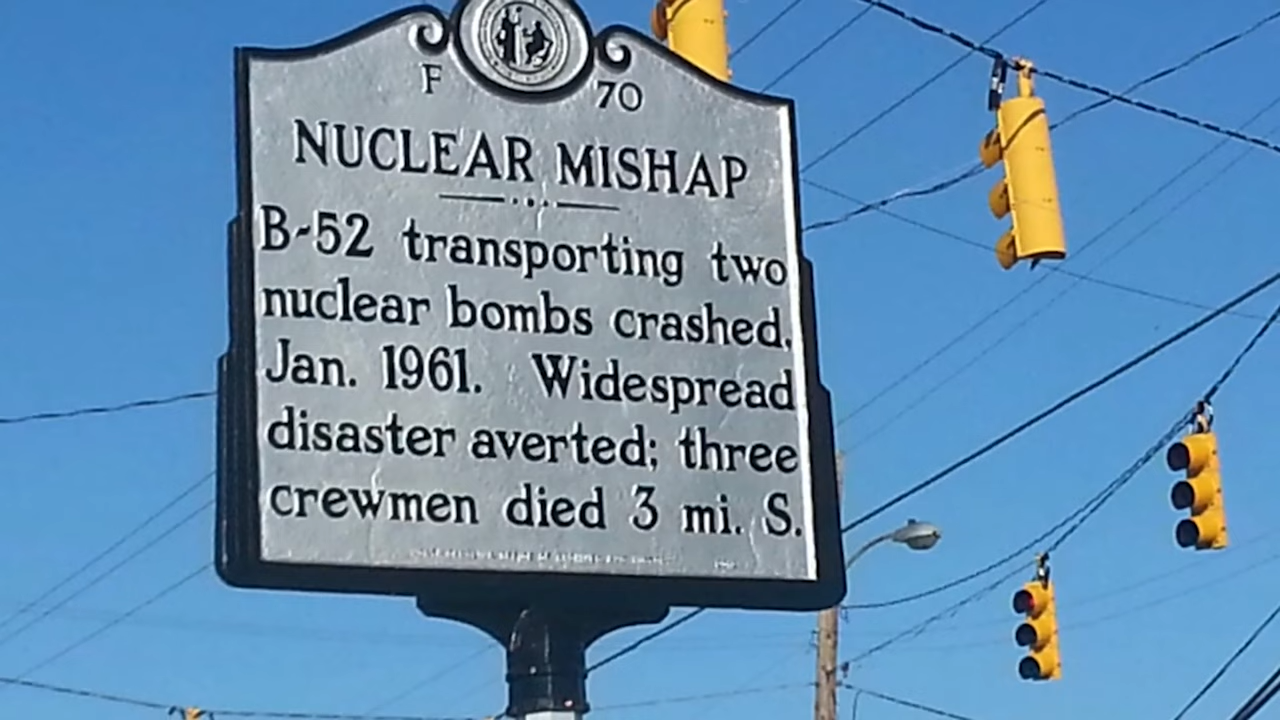 F 70
NUCLEAR MISHAP
B-52 transporting two
nuclear bombs crashed,
Jan. 1961. Widespread
disaster averted; three
crewmen died 3 mi. S.